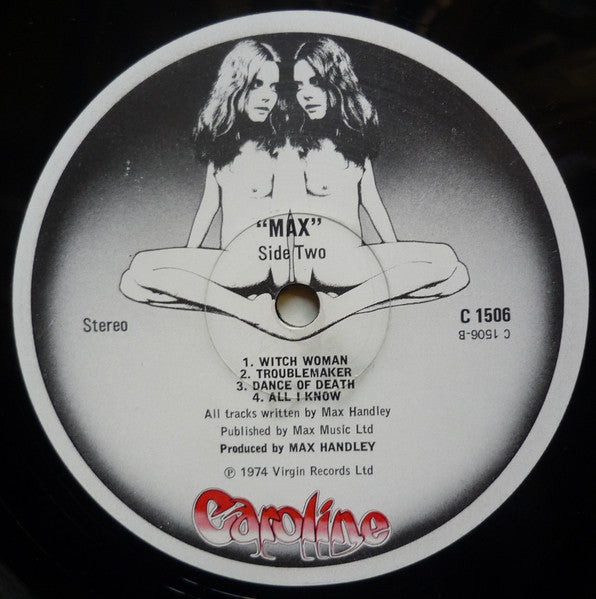 "MAX"
Side Two
Stereo
C 1506
C 1506-B
1. WITCH WOMAN
2. TROUBLEMAKER
3. DANCE OF DEATH
4. ALL I KNOW
All tracks written by Max Handley
Published by Max Music Ltd
Produced by MAX HANDLEY
℗ 1974 Virgin Records Ltd
Caroline